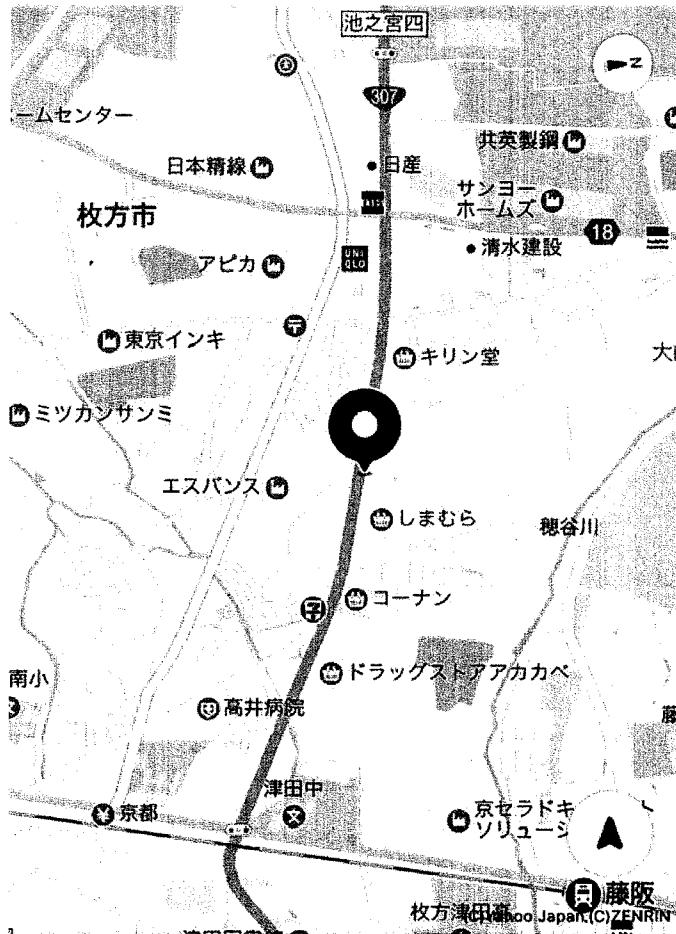 池之宮四
N
307
ームセンター
共英製鋼
日産
日本精線
サンヨー
ホームズ
枚方市
18
清水建設
アピカ
UNI
QLO
〒
東京インキ
キリン堂
ミツカンサンミ
エスバンス
しまむら
穂谷川
コーナン
ドラッグストアアカカベ
南小
高井病院
津田中
文
¥
京都
京セラドキ
ソリューシ
藤阪
枚方津田高
Yahoo Japan,(C)ZENRIN